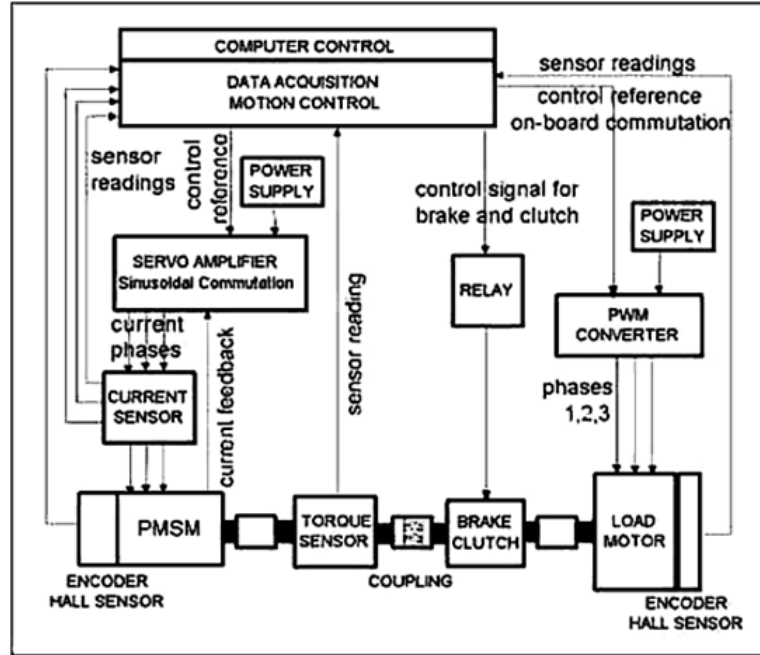 COMPUTER CONTROL
DATA ACQUISITION
MOTION CONTROL
sensor readings
control reference
on-board commutation
sensor
readings
control
reference
POWER
SUPPLY
control signal for
brake and clutch
POWER
SUPPLY
SERVO AMPLIFIER
Sinusoidal Commutation
RELAY
PWM
CONVERTER
current
phases
current feedback
sensor reading
phases
1,2,3
CURRENT
SENSOR
PMSM
TORQUE
SENSOR
BRAKE
CLUTCH
LOAD
MOTOR
COUPLING
ENCODER
HALL SENSOR
ENCODER
HALL SENSOR